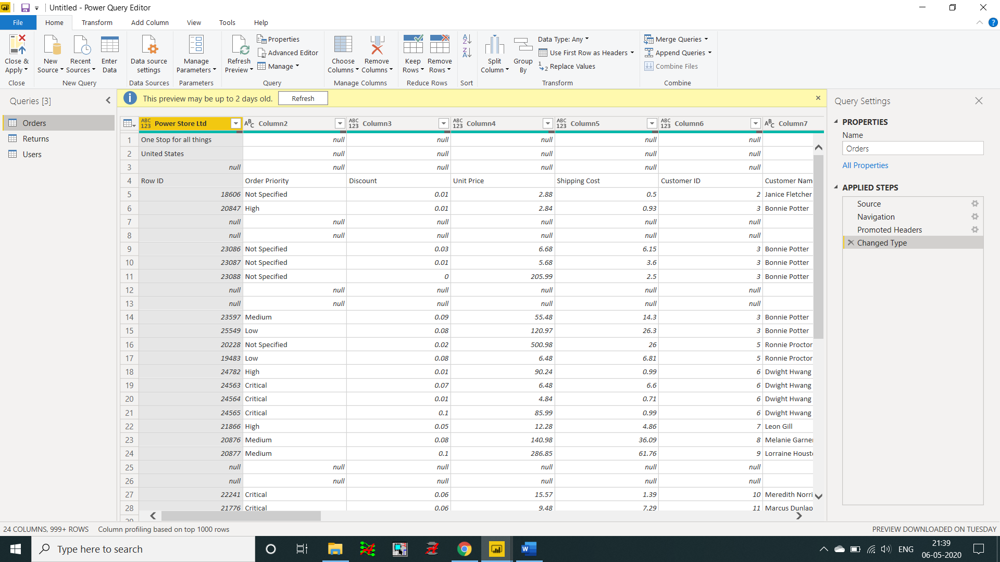 Untitled - Power Query Editor
File Home Transform Add Column View Tools Help
Close & Apply New Source Recent Sources Enter Data Data source settings Manage Parameters Refresh Preview Properties Advanced Editor Manage Choose Columns Remove Columns Keep Rows Remove Rows Split Column Group By Data Type: Any Use First Row as Headers Replace Values Merge Queries Append Queries Combine Files
Close New Query Data Sources Parameters Query Manage Columns Reduce Rows Sort Transform Combine
Queries [3]
Orders
Returns
Users
This preview may be up to 2 days old. Refresh
ABC 123 Power Store Ltd ABC Column2 ABC 123 Column3 ABC 123 Column4 ABC 123 Column5 ABC 123 Column6 ABC Column7
1 One Stop for all things null null null null null
2 United States null null null null null
3 null null null null null null
4 Row ID Order Priority Discount Unit Price Shipping Cost Customer ID Customer Nam
5 18606 Not Specified 0.01 2.88 0.5 2 Janice Fletcher
6 20847 High 0.01 2.84 0.93 3 Bonnie Potter
7 null null null null null null
8 null null null null null null
9 23086 Not Specified 0.03 6.68 6.15 3 Bonnie Potter
10 23087 Not Specified 0.01 5.68 3.6 3 Bonnie Potter
11 23088 Not Specified 0 205.99 2.5 3 Bonnie Potter
12 null null null null null null
13 null null null null null null
14 23597 Medium 0.09 55.48 14.3 3 Bonnie Potter
15 25549 Low 0.08 120.97 26.3 3 Bonnie Potter
16 20228 Not Specified 0.02 500.98 26 5 Ronnie Proctor
17 19483 Low 0.08 6.48 6.81 5 Ronnie Proctor
18 24782 High 0.01 90.24 0.99 6 Dwight Hwang
19 24563 Critical 0.07 6.48 6.6 6 Dwight Hwang
20 24564 Critical 0.01 4.84 0.71 6 Dwight Hwang
21 24565 Critical 0.1 85.99 0.99 6 Dwight Hwang
22 21866 High 0.05 12.28 4.86 7 Leon Gill
23 20876 Medium 0.08 140.98 36.09 8 Melanie Garne
24 20877 Medium 0.1 286.85 61.76 9 Lorraine Houst
25 null null null null null null
26 null null null null null null
27 22241 Critical 0.06 15.57 1.39 10 Meredith Norri
28 21776 Critical 0.06 9.48 7.29 11 Marcus Dunlap
29
Query Settings
PROPERTIES
Name
Orders
All Properties
APPLIED STEPS
Source
Navigation
Promoted Headers
Changed Type
24 COLUMNS, 999+ ROWS Column profiling based on top 1000 rows PREVIEW DOWNLOADED ON TUESDAY
Type here to search
ENG
21:39
06-05-2020